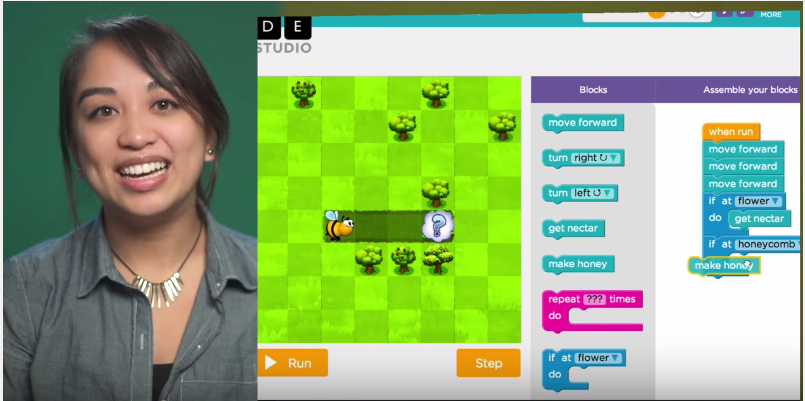 D E
STUDIO
MORE
Blocks
Assemble your blocks
move forward
turn right
turn left
get nectar
make honey
repeat ??? times
do
if at flower
do
when run
move forward
move forward
move forward
if at flower
do get nectar
if at honeycomb
make honey
?
Run
Step